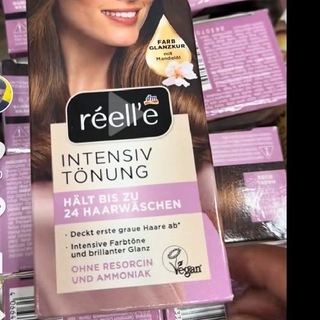 FARB
GLANZKUR
mit
Mandelöl
dm
réell'e
INTENSIV
TÖNUNG
HÄLT BIS ZU
24 HAARWÄSCHEN
· Deckt erste graue Haare ab*
· Intensive Farbtöne
und brillanter Glanz
OHNE RESORCIN
UND AMMONIAK
Vegan